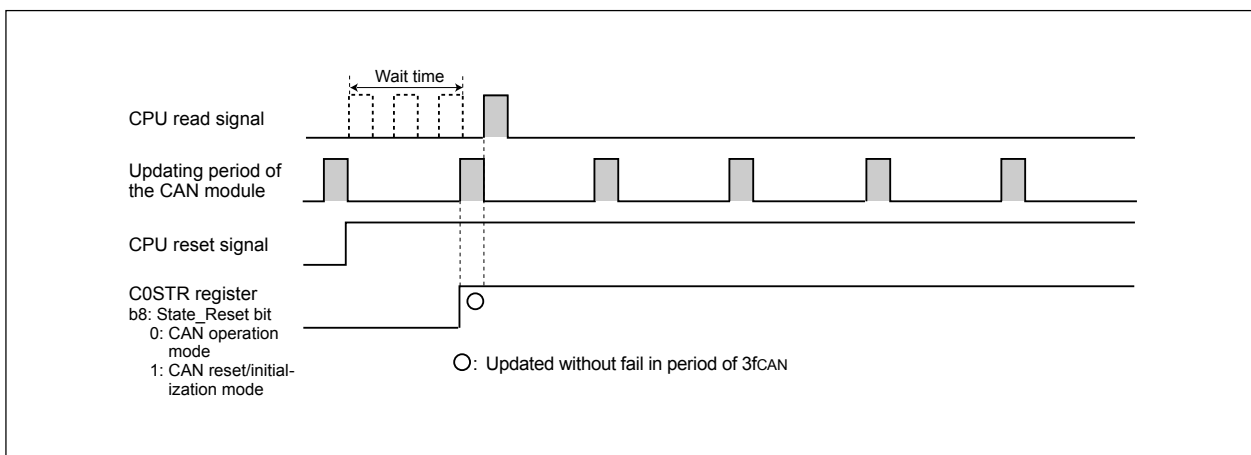 Wait time
CPU read signal
Updating period of
the CAN module
CPU reset signal
C0STR register
b8: State_Reset bit
0: CAN operation
mode
1: CAN reset/initial-
ization mode
: Updated without fail in period of 3fCAN